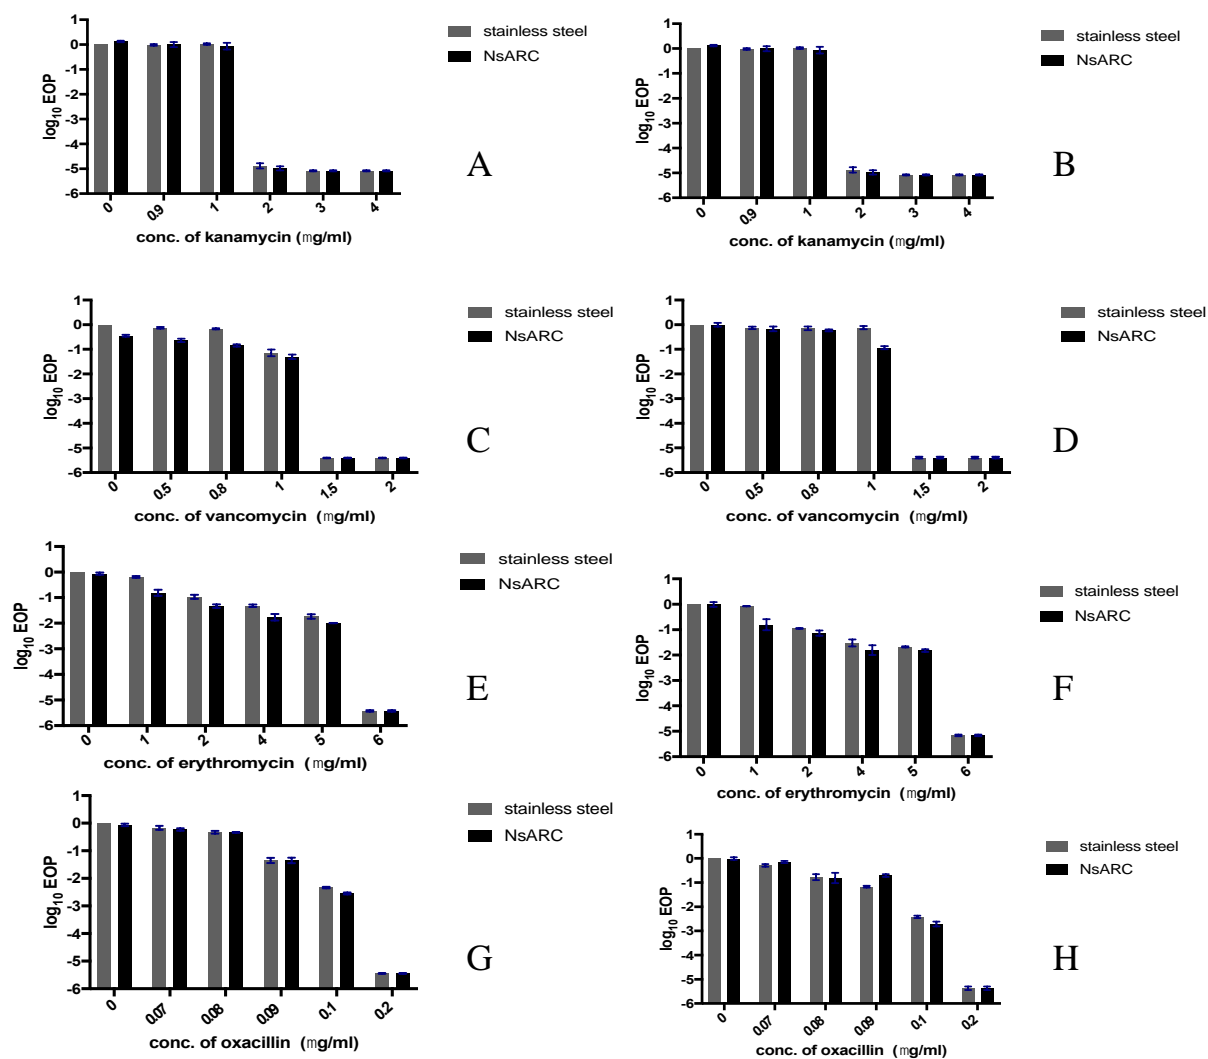 1
0
-1
-2
-3
-4
-5
-6
log10 EOP
0
0.9
1
2
3
4
conc. of kanamycin (mg/ml)
stainless steel
NsARC
A
1
0
-1
-2
-3
-4
-5
-6
log10 EOP
0
0.9
1
2
3
4
conc. of kanamycin (mg/ml)
stainless steel
NsARC
B
1
0
-1
-2
-3
-4
-5
-6
log10 EOP
0
0.5
0.8
1
1.5
2
conc. of vancomycin (mg/ml)
stainless steel
NsARC
C
1
0
-1
-2
-3
-4
-5
-6
log10 EOP
0
0.5
0.8
1
1.5
2
conc. of vancomycin (mg/ml)
stainless steel
NsARC
D
1
0
-1
-2
-3
-4
-5
-6
log10 EOP
0
1
2
4
5
6
conc. of erythromycin (mg/ml)
stainless steel
NsARC
E
1
0
-1
-2
-3
-4
-5
-6
log10 EOP
0
1
2
4
5
6
conc. of erythromycin (mg/ml)
stainless steel
NsARC
F
1
0
-1
-2
-3
-4
-5
-6
log10 EOP
0
0.07
0.08
0.09
0.1
0.2
conc. of oxacillin (mg/ml)
stainless steel
NsARC
G
1
0
-1
-2
-3
-4
-5
-6
log10 EOP
0
0.07
0.08
0.09
0.1
0.2
conc. of oxacillin (mg/ml)
stainless steel
NsARC
H